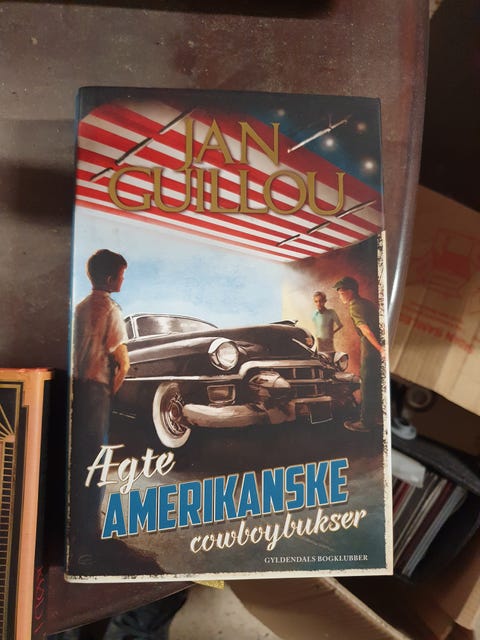 JAN
GUILLOU
Ægte
AMERIKANSKE
cowboybukser
GYLDENDALS BOGKLUBBER